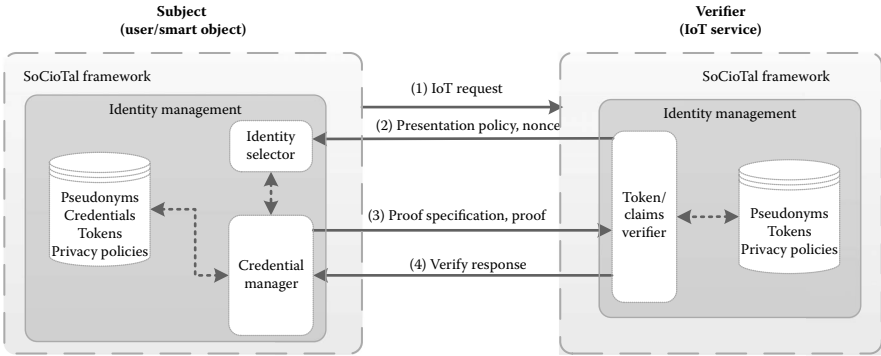 Subject
(user/smart object)
Verifier
(IoT service)
SoCioTal framework
Identity management
Identity
selector
Pseudonyms
Credentials
Tokens
Privacy policies
Credential
manager
(1) IoT request
(2) Presentation policy, nonce
(3) Proof specification, proof
(4) Verify response
SoCioTal framework
Identity management
Token/
claims
verifier
Pseudonyms
Tokens
Privacy policies